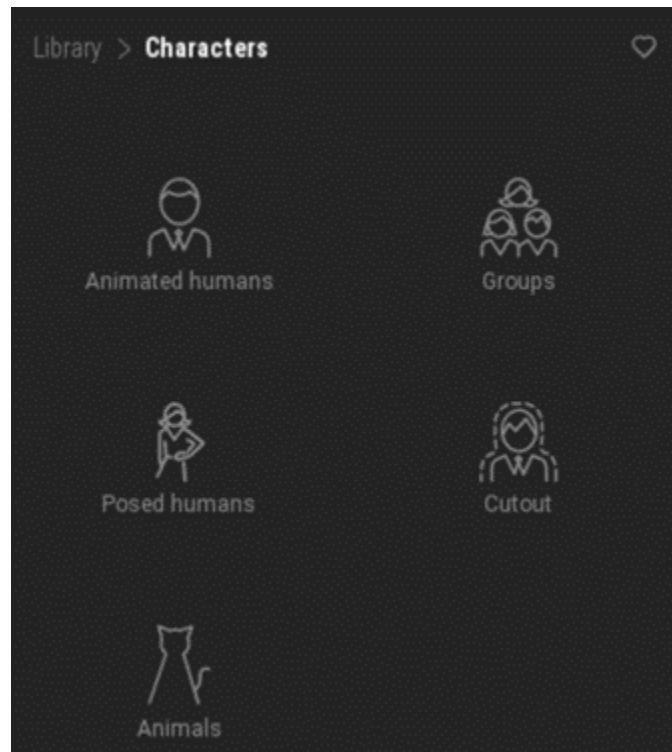 Library > Characters
Animated humans
Groups
Posed humans
Cutout
Animals